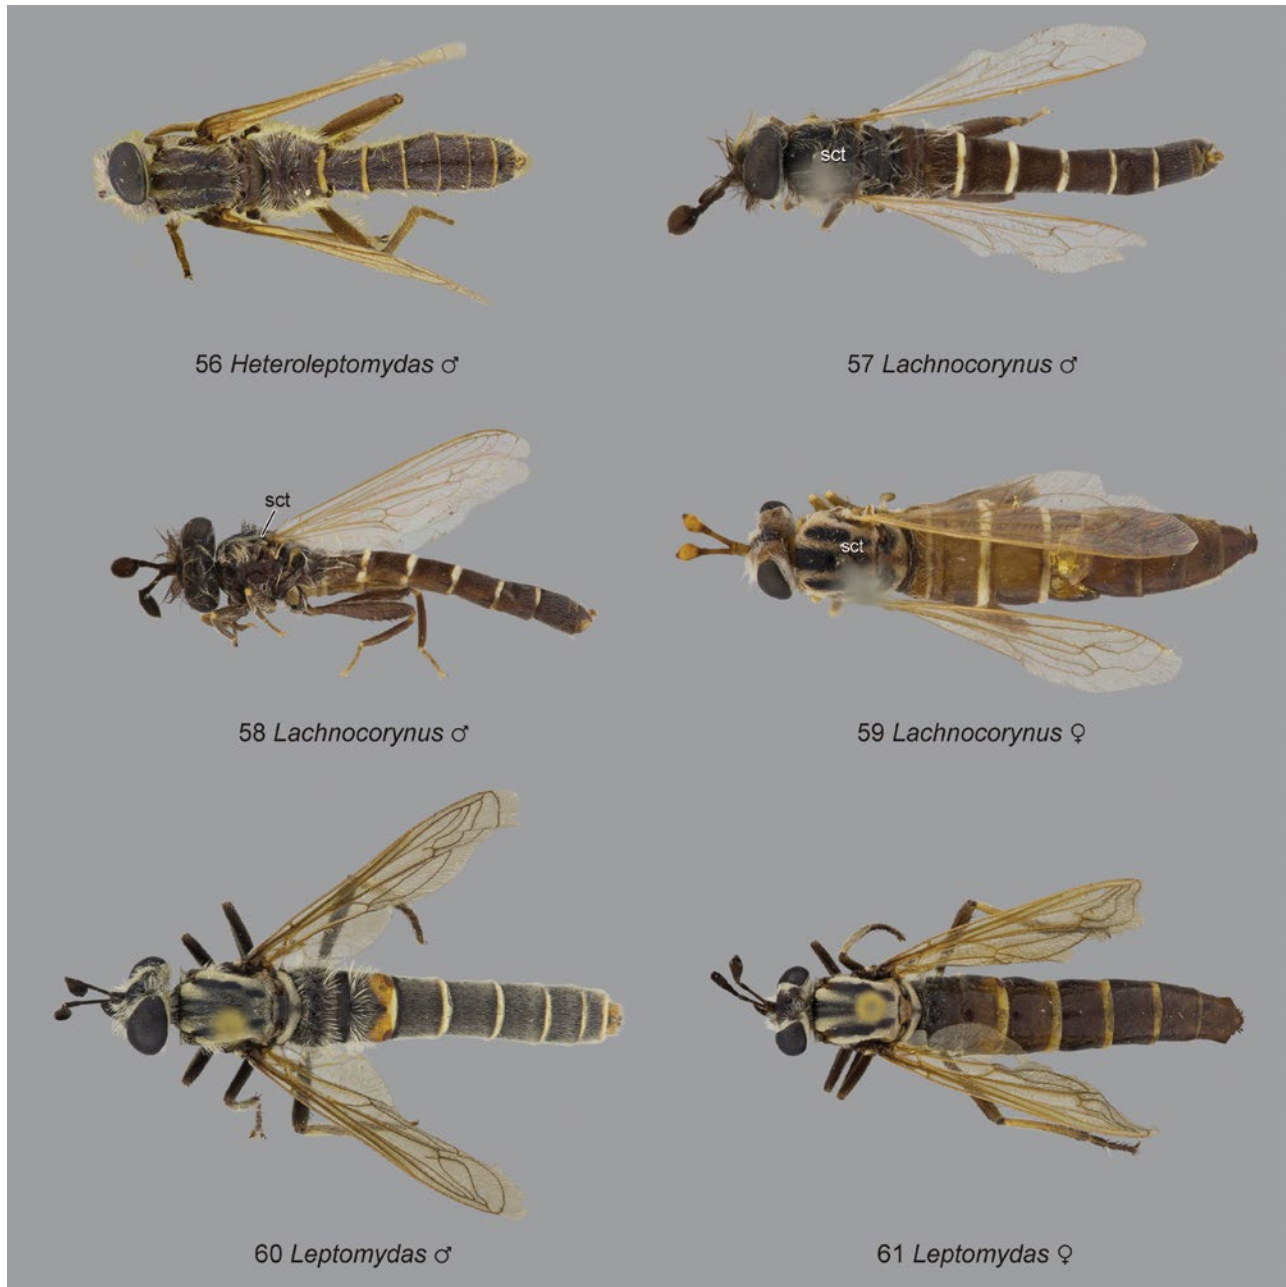 sct
56 Heteroleptomydas ♂
57 Lachnocorynus ♂
sct
sct
58 Lachnocorynus ♂
59 Lachnocorynus ♀
60 Leptomydas ♂
61 Leptomydas ♀